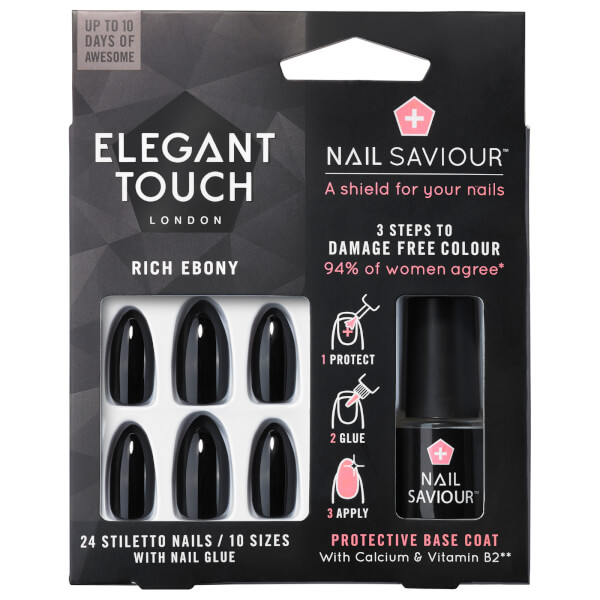 UP TO 10
DAYS OF
AWESOME
ELEGANT
TOUCH
LONDON
RICH EBONY
24 STILETTO NAILS / 10 SIZES
WITH NAIL GLUE
NAIL SAVIOUR™
A shield for your nails
3 STEPS TO
DAMAGE FREE COLOUR
94% of women agree*
1 PROTECT
2 GLUE
3 APPLY
NAIL
SAVIOUR™
PROTECTIVE BASE COAT
With Calcium & Vitamin B2**